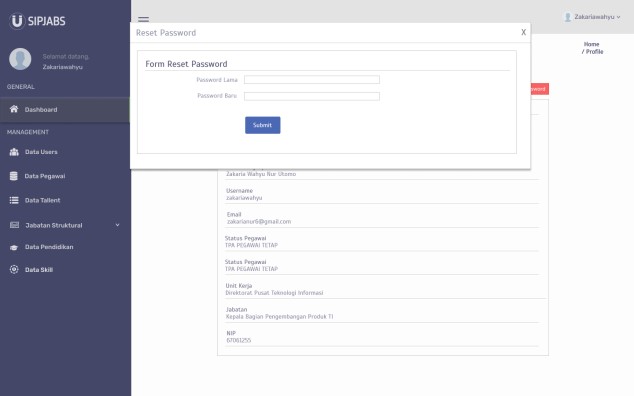 SIPJABS
Selamat datang,
Zakariawahyu
GENERAL
Dashboard
MANAGEMENT
Data Users
Data Pegawai
Data Tallent
Jabatan Struktural
Data Pendidikan
Data Skill
Zakariawahyu
Home
/ Profile
Reset Password
X
Form Reset Password
Password Lama
Password Baru
Submit
Zakaria Wahyu Nur Utomo
Username
zakariawahyu
Email
zakarianur6@gmail.com
Status Pegawai
TPA PEGAWAI TETAP
Status Pegawai
TPA PEGAWAI TETAP
Unit Kerja
Direktorat Pusat Teknologi Informasi
Jabatan
Kepala Bagian Pengembangan Produk TI
NIP
67061255